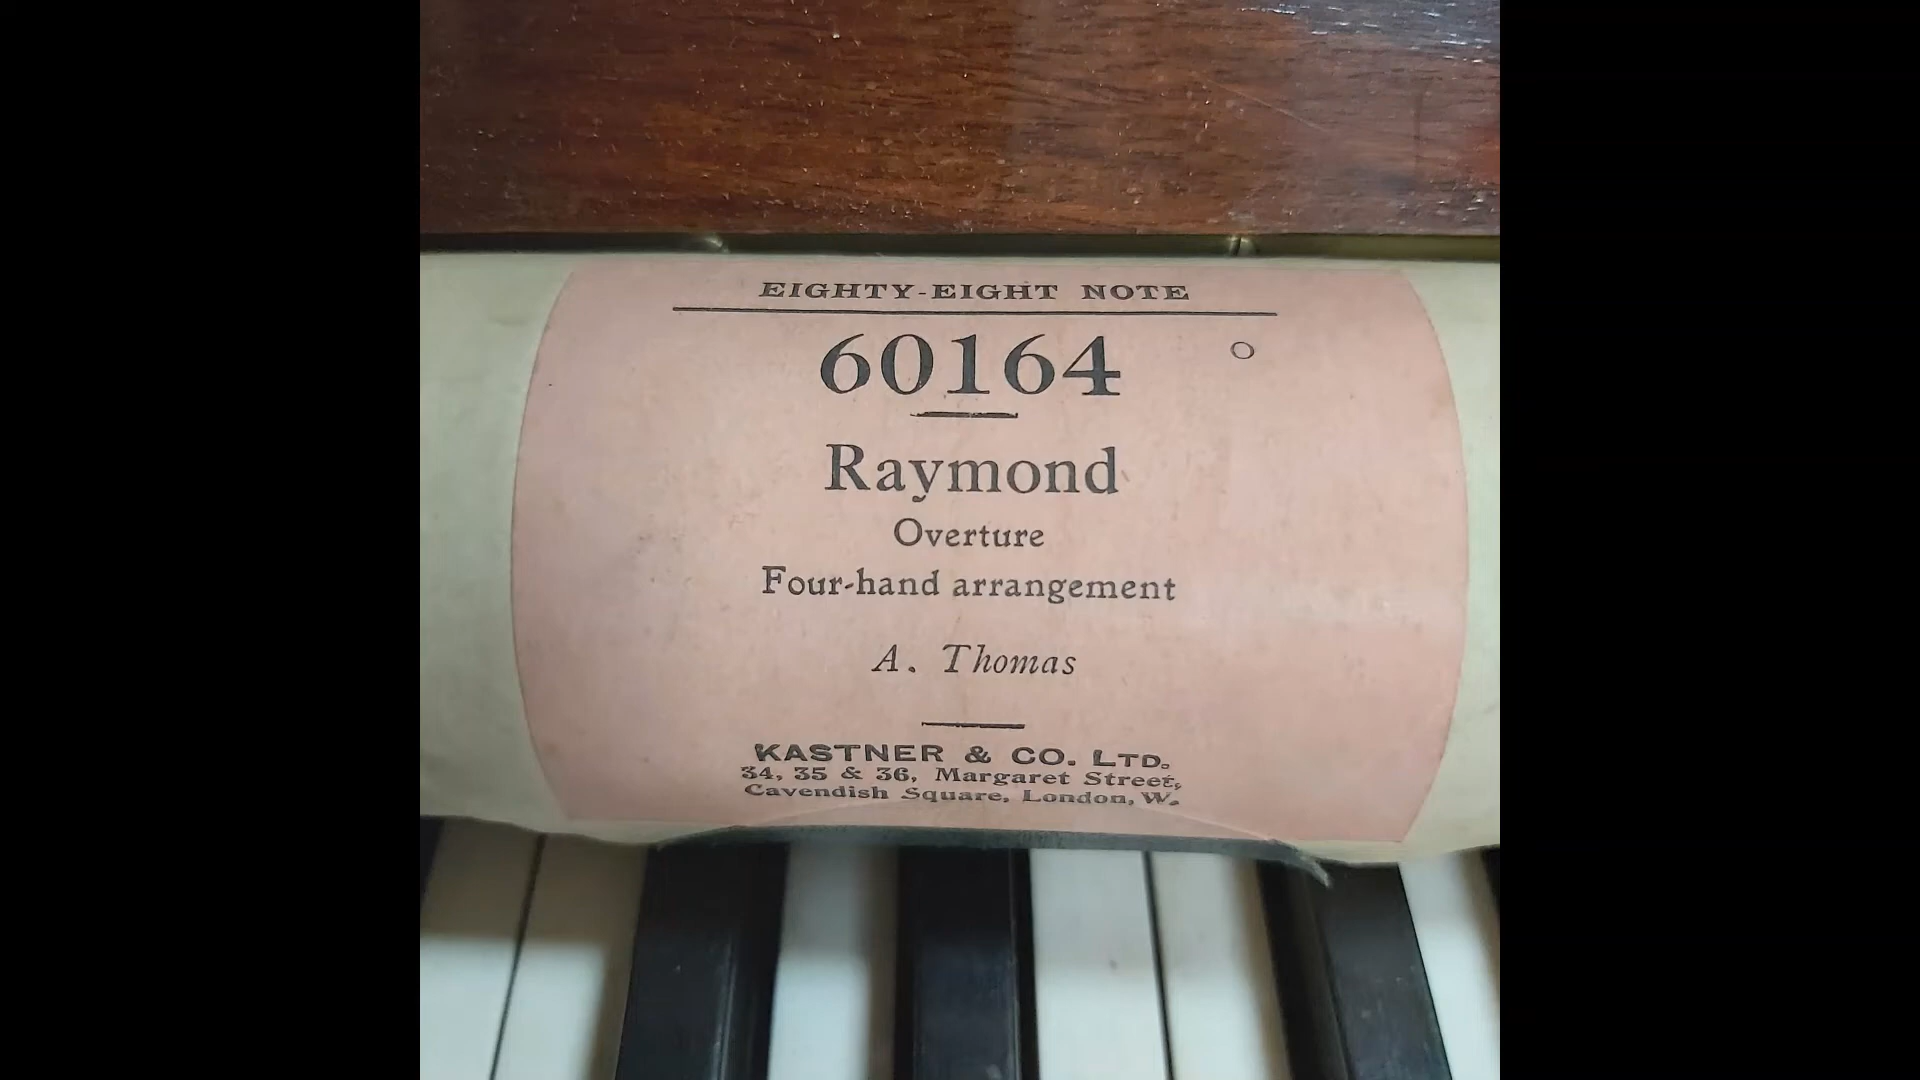 EIGHTY-EIGHT NOTE
60164 O
Raymond
Overture
Four-hand arrangement
A. Thomas
KASTNER & CO. LTD.
34, 35 & 36, Margaret Street,
Cavendish Square, London, W.